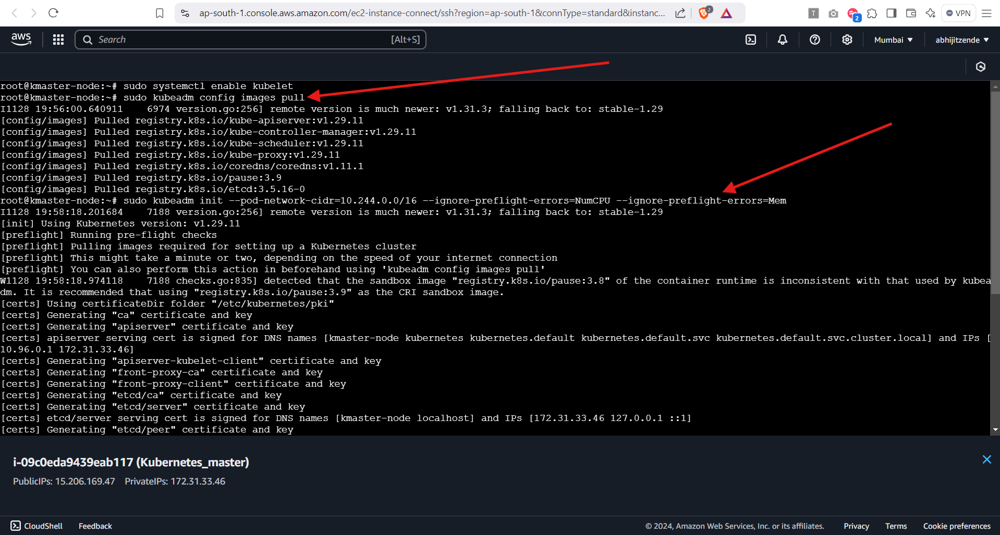 ap-south-1.console.aws.amazon.com/ec2-instance-connect/ssh?region=ap-south-1&connType=standard&instanc...
2
T
2
VPN
aws
Search
[Alt+S]
Mumbai
abhijitzende
root@kmaster-node:~# sudo systemctl enable kubelet
root@kmaster-node:~# sudo kubeadm config images pull
I1128 19:56:00.640911    6974 version.go:256] remote version is much newer: v1.31.3; falling back to: stable-1.29
[config/images] Pulled registry.k8s.io/kube-apiserver:v1.29.11
[config/images] Pulled registry.k8s.io/kube-controller-manager:v1.29.11
[config/images] Pulled registry.k8s.io/kube-scheduler:v1.29.11
[config/images] Pulled registry.k8s.io/kube-proxy:v1.29.11
[config/images] Pulled registry.k8s.io/coredns/coredns:v1.11.1
[config/images] Pulled registry.k8s.io/pause:3.9
[config/images] Pulled registry.k8s.io/etcd:3.5.16-0
root@kmaster-node:~# sudo kubeadm init --pod-network-cidr=10.244.0.0/16 --ignore-preflight-errors=NumCPU --ignore-preflight-errors=Mem
I1128 19:58:18.201684    7188 version.go:256] remote version is much newer: v1.31.3; falling back to: stable-1.29
[init] Using Kubernetes version: v1.29.11
[preflight] Running pre-flight checks
[preflight] Pulling images required for setting up a Kubernetes cluster
[preflight] This might take a minute or two, depending on the speed of your internet connection
[preflight] You can also perform this action in beforehand using 'kubeadm config images pull'
W1128 19:58:18.974118    7188 checks.go:835] detected that the sandbox image "registry.k8s.io/pause:3.8" of the container runtime is inconsistent with that used by kubea
dm. It is recommended that using "registry.k8s.io/pause:3.9" as the CRI sandbox image.
[certs] Using certificateDir folder "/etc/kubernetes/pki"
[certs] Generating "ca" certificate and key
[certs] Generating "apiserver" certificate and key
[certs] apiserver serving cert is signed for DNS names [kmaster-node kubernetes kubernetes.default kubernetes.default.svc kubernetes.default.svc.cluster.local] and IPs [
10.96.0.1 172.31.33.46]
[certs] Generating "apiserver-kubelet-client" certificate and key
[certs] Generating "front-proxy-ca" certificate and key
[certs] Generating "front-proxy-client" certificate and key
[certs] Generating "etcd/ca" certificate and key
[certs] Generating "etcd/server" certificate and key
[certs] etcd/server serving cert is signed for DNS names [kmaster-node localhost] and IPs [172.31.33.46 127.0.0.1 ::1]
[certs] Generating "etcd/peer" certificate and key
i-09c0eda9439eab117 (Kubernetes_master)
PublicIPs: 15.206.169.47 PrivateIPs: 172.31.33.46
CloudShell
Feedback
© 2024, Amazon Web Services, Inc. or its affiliates.
Privacy
Terms
Cookie preferences